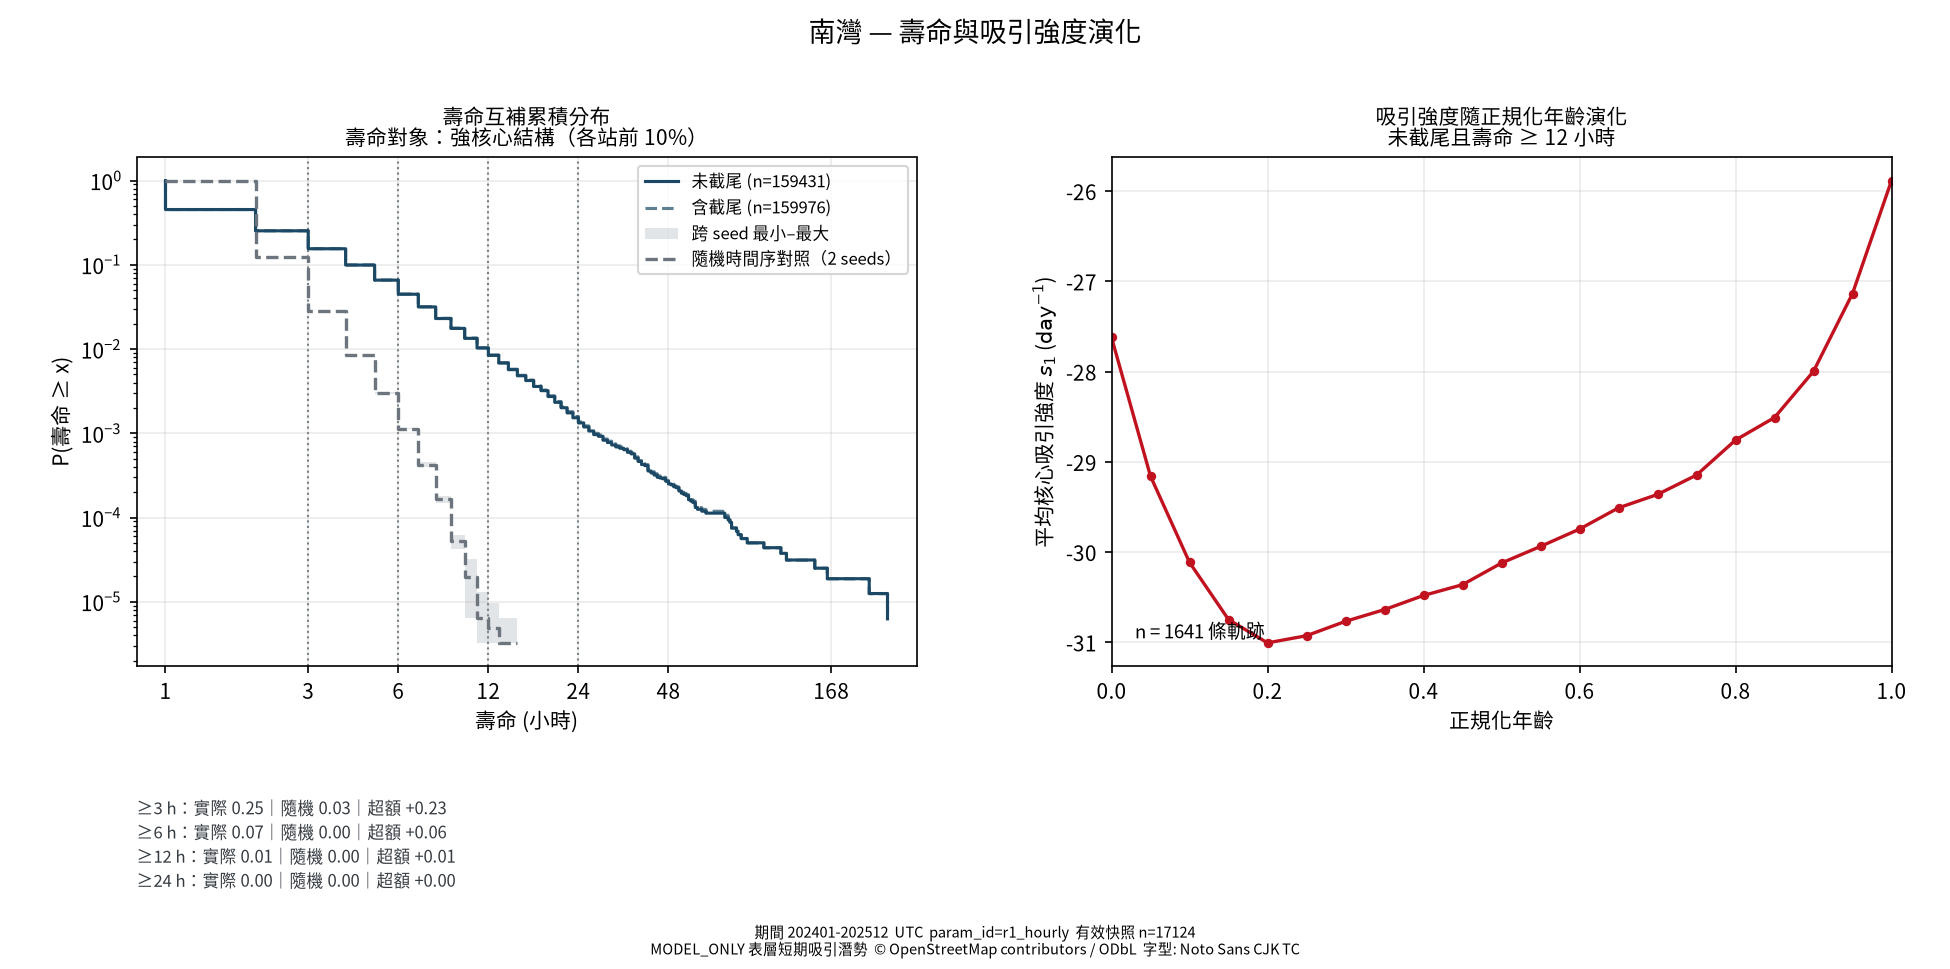 南灣 — 壽命與吸引強度演化
壽命互補累積分布
壽命對象：強核心結構（各站前 10%）
P(壽命 ≥ x)
10⁰
10⁻¹
10⁻²
10⁻³
10⁻⁴
10⁻⁵
未截尾 (n=159431)
含截尾 (n=159976)
跨 seed 最小–最大
隨機時間序對照（2 seeds）
1 3 6 12 24 48 168
壽命 (小時)
吸引強度隨正規化年齡演化
未截尾且壽命 ≥ 12 小時
平均核心吸引強度 s₁ (day⁻¹)
-26
-27
-28
-29
-30
-31
n = 1641 條軌跡
0.0 0.2 0.4 0.6 0.8 1.0
正規化年齡
≥3 h：實際 0.25｜隨機 0.03｜超額 +0.23
≥6 h：實際 0.07｜隨機 0.00｜超額 +0.06
≥12 h：實際 0.01｜隨機 0.00｜超額 +0.01
≥24 h：實際 0.00｜隨機 0.00｜超額 +0.00
期間 202401-202512 UTC param_id=r1_hourly 有效快照 n=17124
MODEL_ONLY 表層短期吸引潛勢 © OpenStreetMap contributors / ODbL 字型: Noto Sans CJK TC